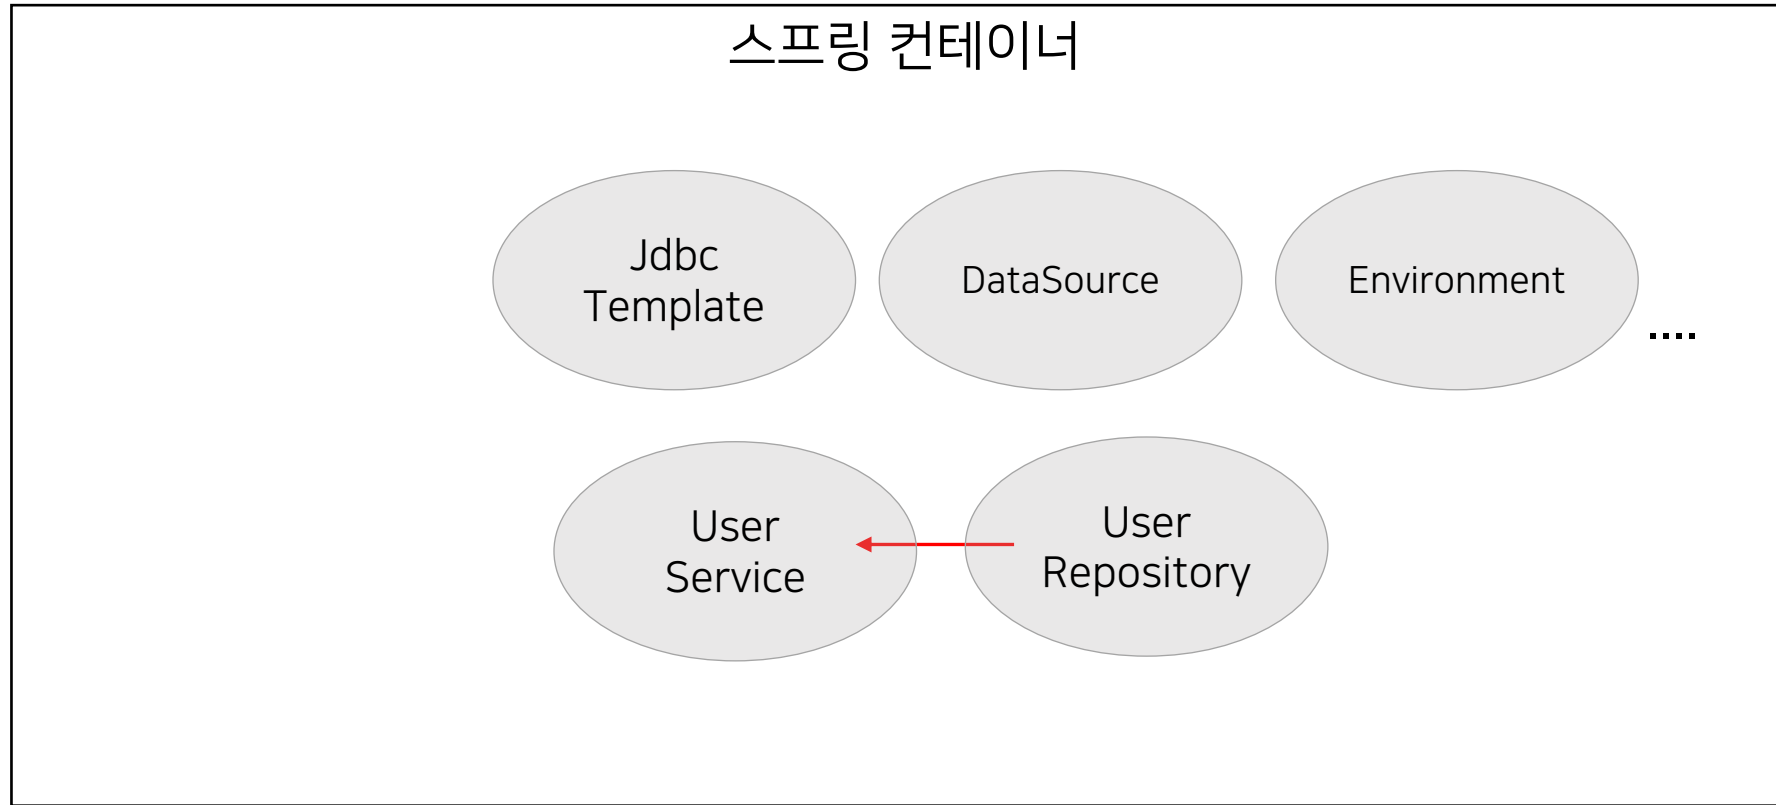 스프링 컨테이너
Jdbc
Template
DataSource
Environment
....
User
Service
User
Repository